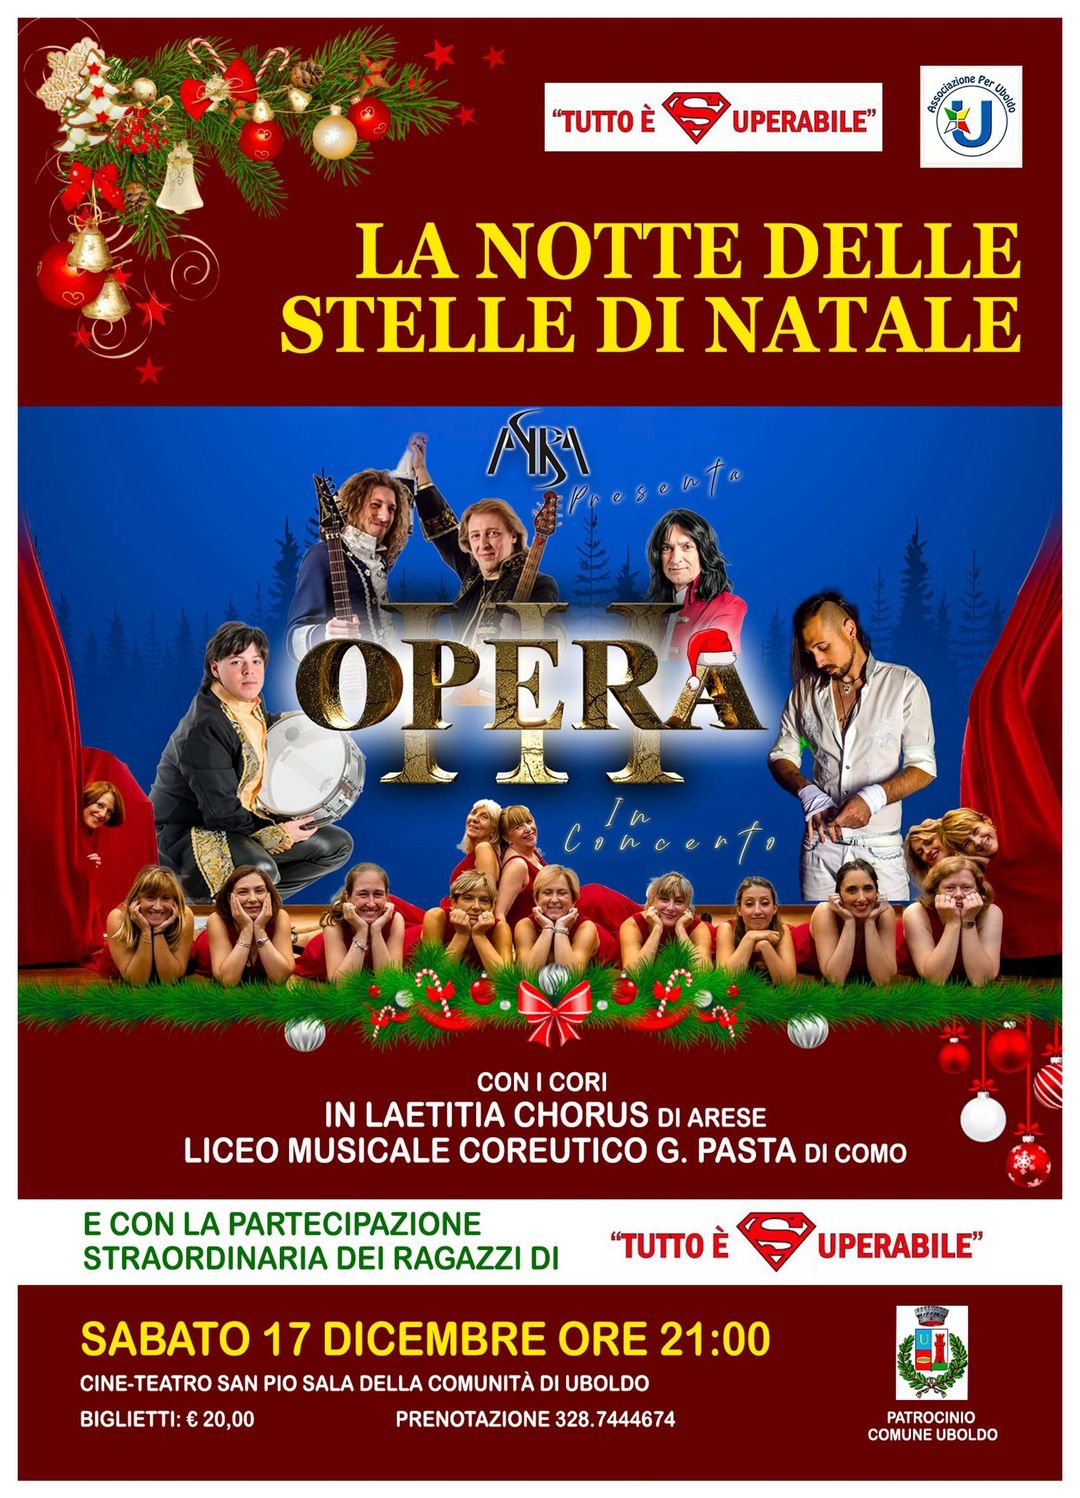 "TUTTO È SUPERABILE"
Associazione Per Uboldo
U
LA NOTTE DELLE
STELLE DI NATALE
ASYRA
Presenta
III
OPERA
In
Concerto
CON I CORI
IN LAETITIA CHORUS DI ARESE
LICEO MUSICALE COREUTICO G. PASTA DI COMO
E CON LA PARTECIPAZIONE
STRAORDINARIA DEI RAGAZZI DI
"TUTTO È SUPERABILE"
SABATO 17 DICEMBRE ORE 21:00
CINE-TEATRO SAN PIO SALA DELLA COMUNITÀ DI UBOLDO
BIGLIETTI: € 20,00 PRENOTAZIONE 328.7444674
U
PATROCINIO
COMUNE UBOLDO